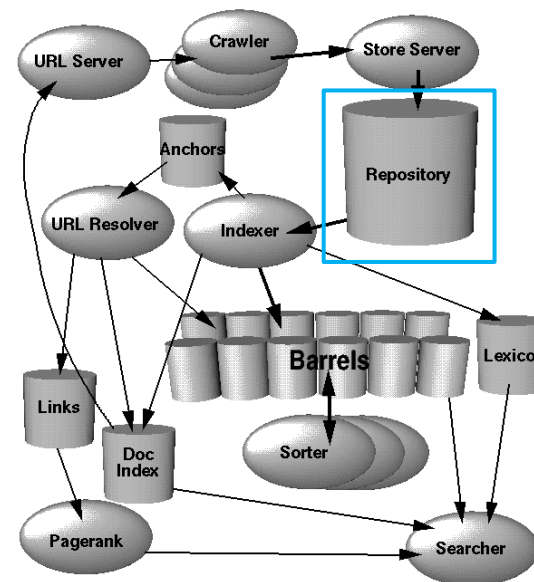 Crawler
URL Server
Store Server
Anchors
Repository
URL Resolver
Indexer
Barrels
Lexico
Links
Doc
Index
Sorter
Pagerank
Searcher